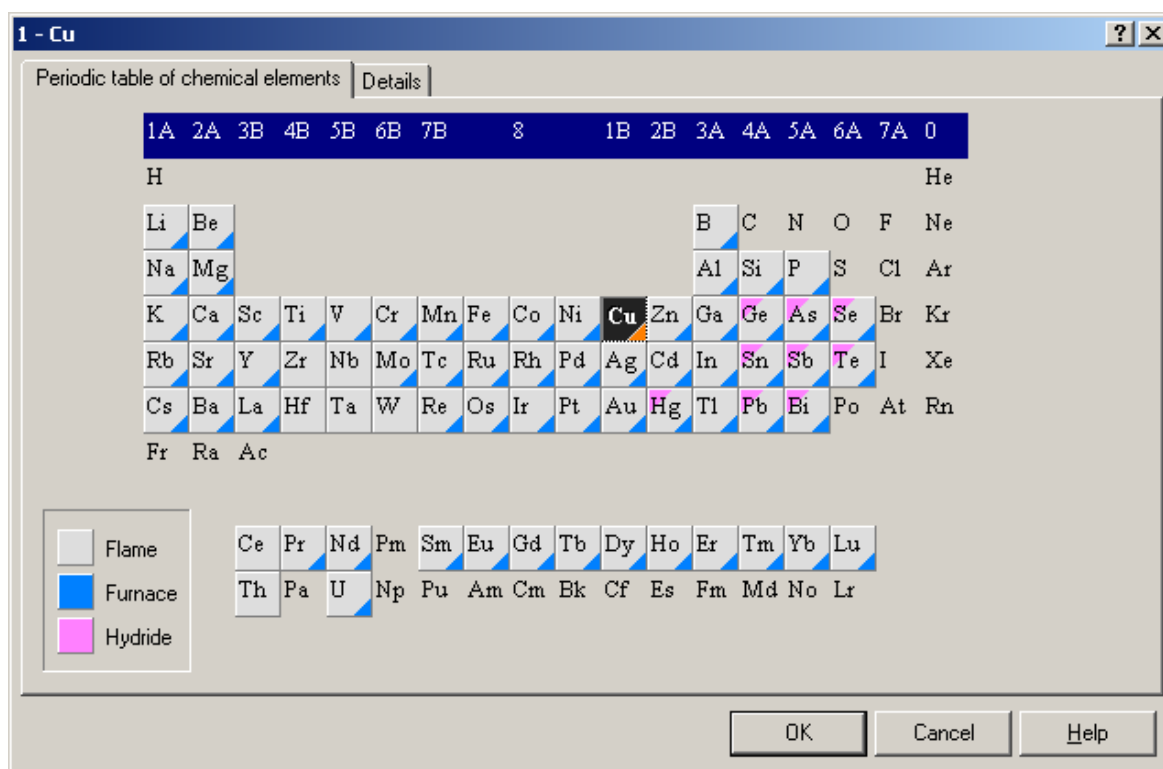 1 - Cu
Periodic table of chemical elements Details
1A 2A 3B 4B 5B 6B 7B 8 1B 2B 3A 4A 5A 6A 7A 0
H He
Li Be B C N O F Ne
Na Mg Al Si P S Cl Ar
K Ca Sc Ti V Cr Mn Fe Co Ni Cu Zn Ga Ge As Se Br Kr
Rb Sr Y Zr Nb Mo Tc Ru Rh Pd Ag Cd In Sn Sb Te I Xe
Cs Ba La Hf Ta W Re Os Ir Pt Au Hg Tl Pb Bi Po At Rn
Fr Ra Ac
Flame
Furnace
Hydride
Ce Pr Nd Pm Sm Eu Gd Tb Dy Ho Er Tm Yb Lu
Th Pa U Np Pu Am Cm Bk Cf Es Fm Md No Lr
OK Cancel Help